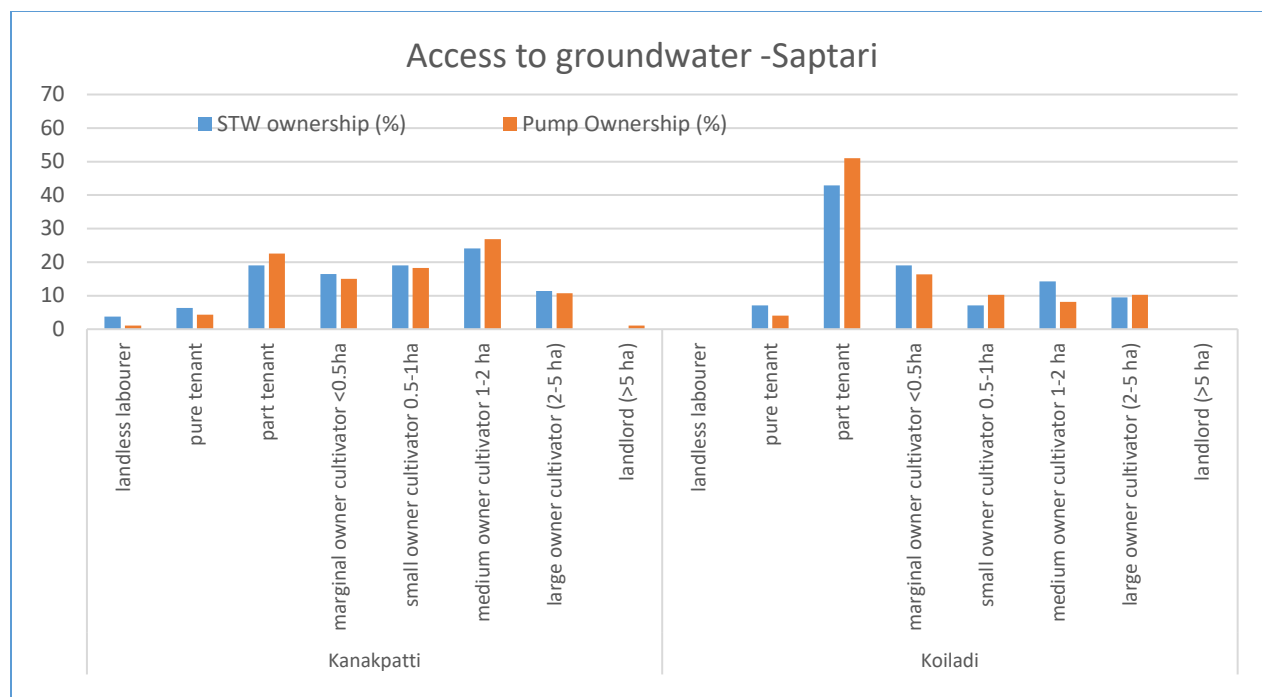 Access to groundwater -Saptari
STW ownership (%)
Pump Ownership (%)
70
60
50
40
30
20
10
0
landless labourer
pure tenant
part tenant
marginal owner cultivator <0.5ha
small owner cultivator 0.5-1ha
medium owner cultivator 1-2 ha
large owner cultivator (2-5 ha)
landlord (>5 ha)
landless labourer
pure tenant
part tenant
marginal owner cultivator <0.5ha
small owner cultivator 0.5-1ha
medium owner cultivator 1-2 ha
large owner cultivator (2-5 ha)
landlord (>5 ha)
Kanakpatti
Koiladi